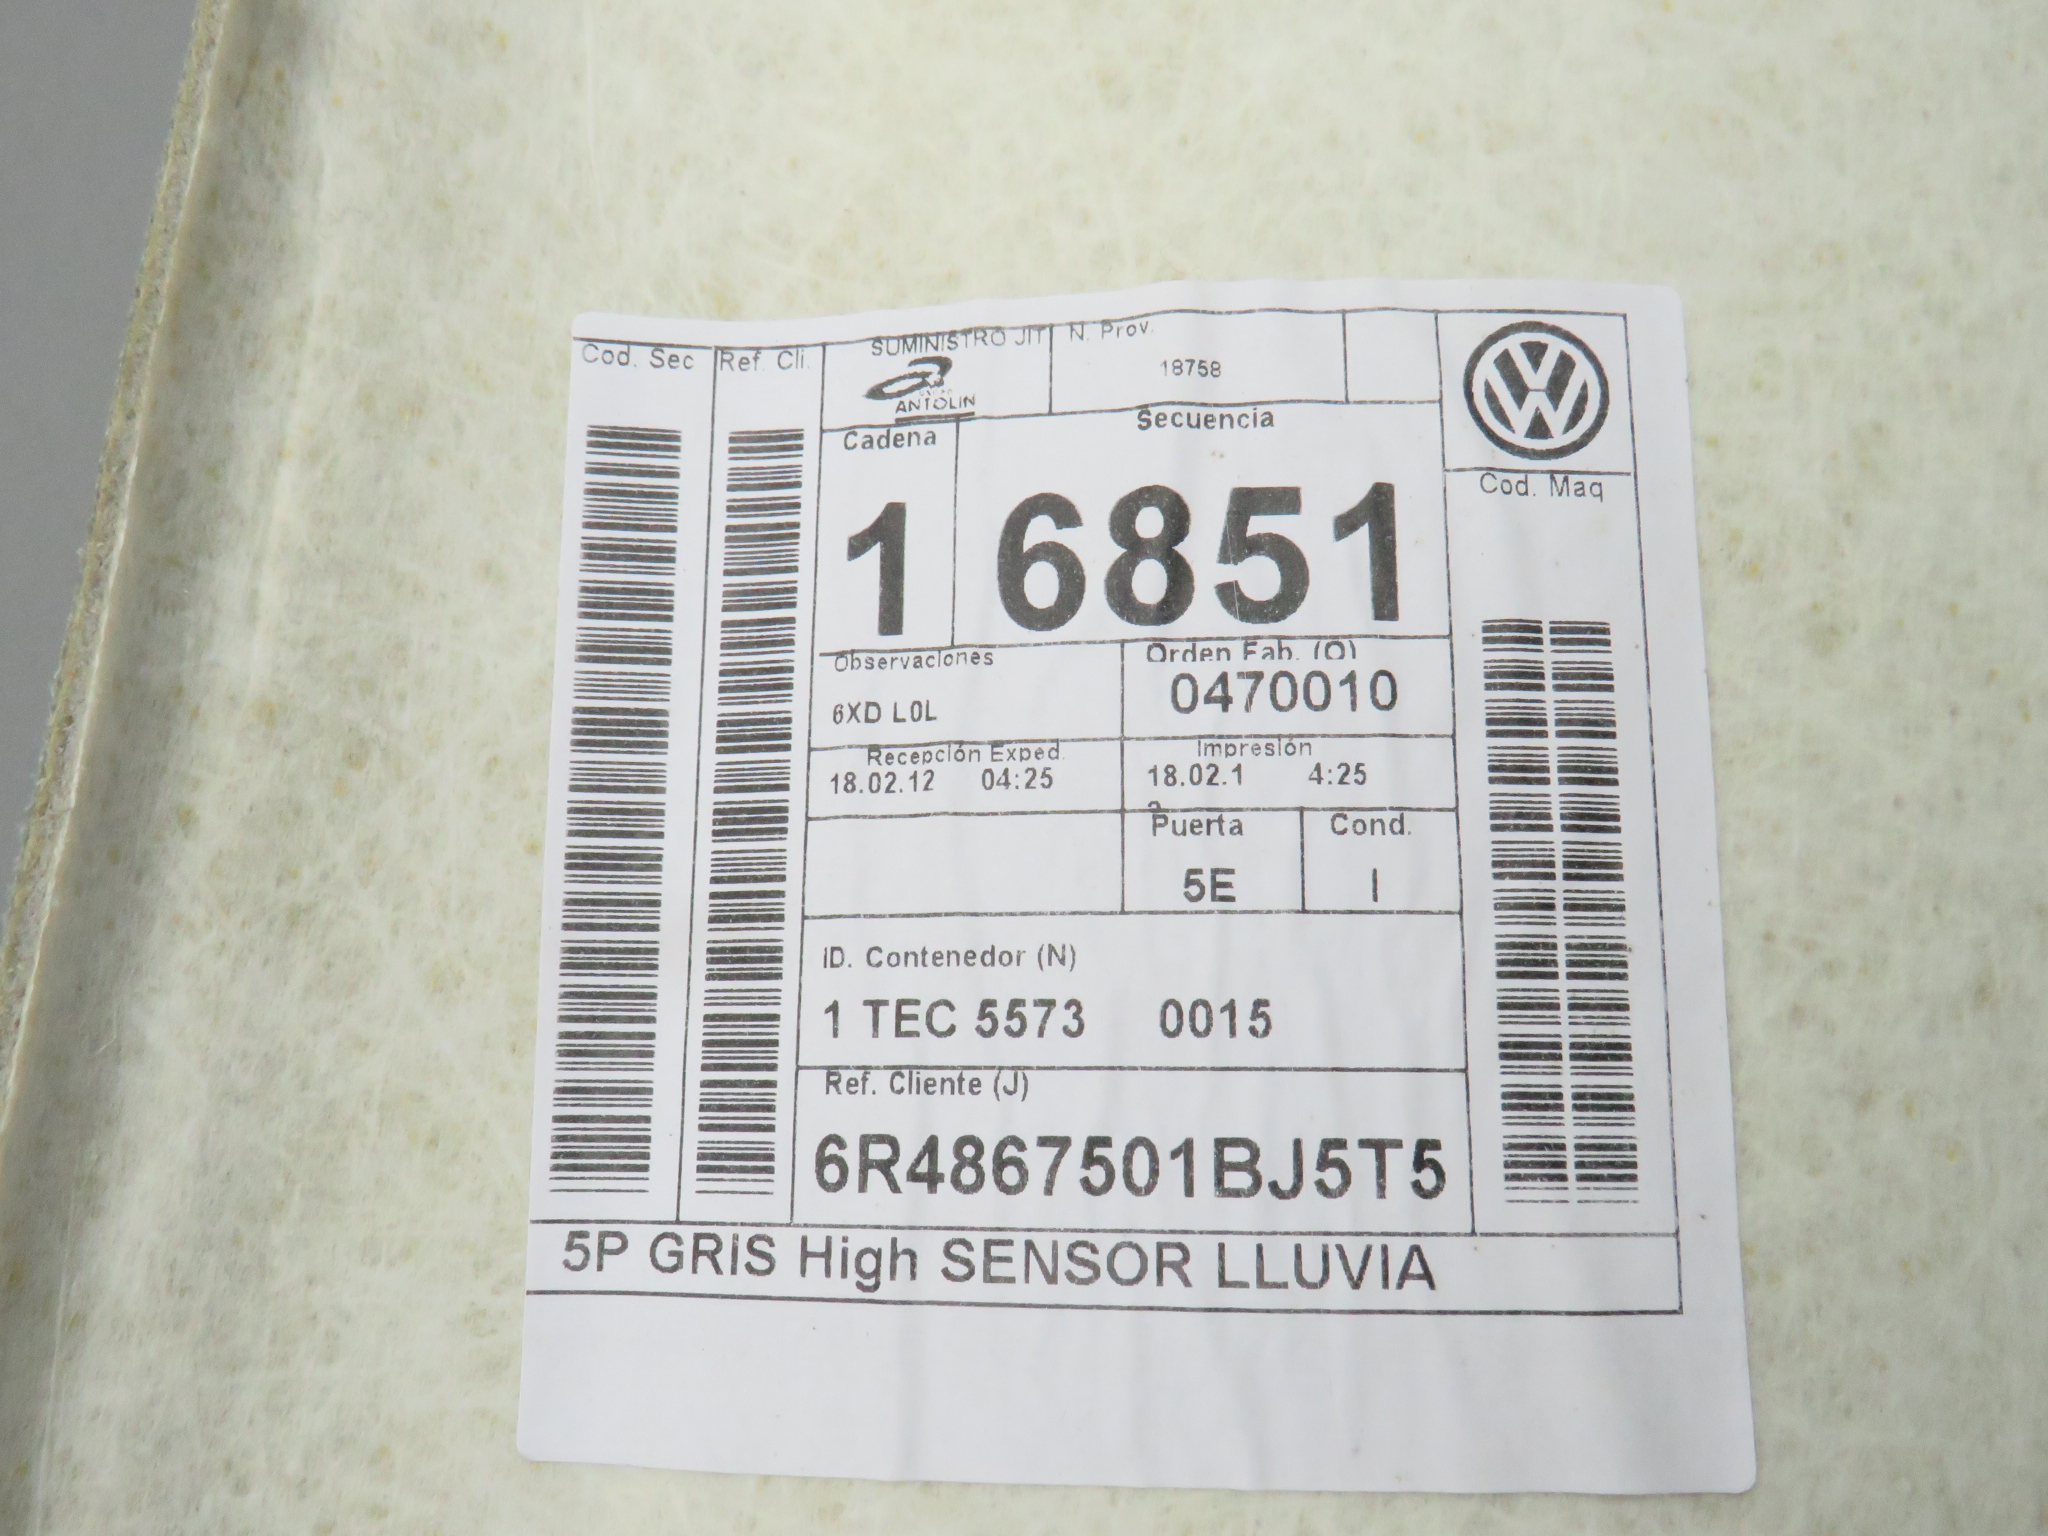 Cod. Sec
Ref. Cli.
SUMINISTRO JIT
ANTOLIN
N. Prov.
18758
Cadena
1
Secuencia
6851
Cod. Maq
Observaciones
6XD L0L
Orden Fab. (O)
0470010
Recepción Exped.
18.02.12 04:25
Impresión
18.02.1 4:25
Puerta
5E
Cond.
I
ID. Contenedor (N)
1 TEC 5573 0015
Ref. Cliente (J)
6R4867501BJ5T5
5P GRIS High SENSOR LLUVIA